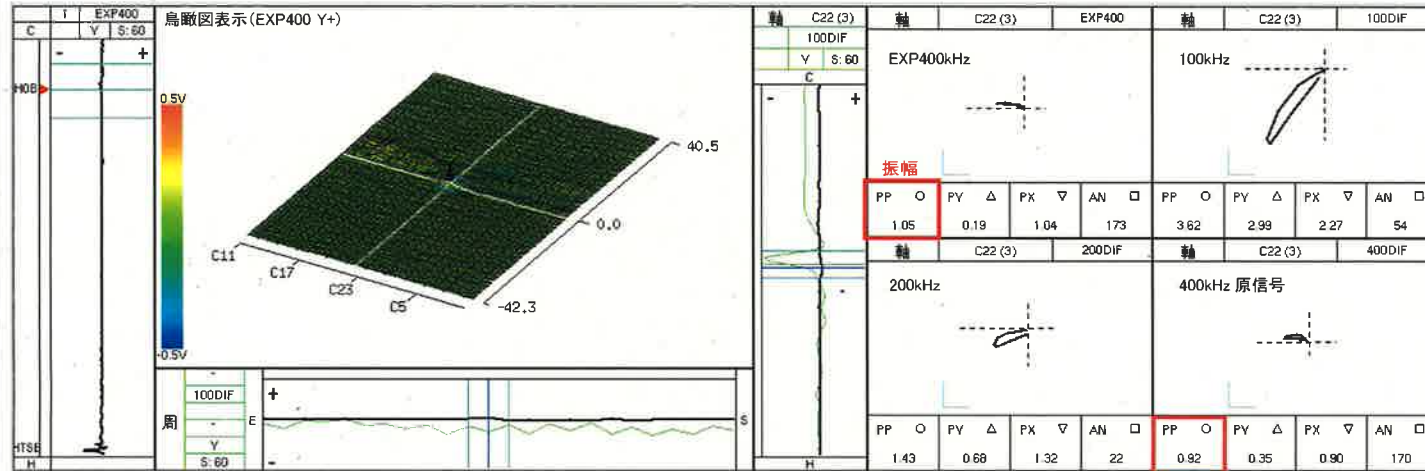 T EXP400
C Y S:60
- +
HOB
HTSE
H
鳥瞰図表示(EXP400 Y+)
0.5V
-0.5V
40.5
0.0
-42.3
C11
C17
C23
C5
周
-
100DIF
-
Y
S:60
E
+
-
S
軸 C22(3)
100DIF
Y S:60
C
- +
H
軸 C22(3) EXP400
EXP400kHz
振幅
PP ○ PY △ PX ▽ AN □
1.05 0.19 1.04 173
軸 C22(3) 100DIF
100kHz
PP ○ PY △ PX ▽ AN □
3.62 2.99 2.27 54
軸 C22(3) 200DIF
200kHz
PP ○ PY △ PX ▽ AN □
1.43 0.68 1.32 22
軸 C22(3) 400DIF
400kHz 原信号
PP ○ PY △ PX ▽ AN □
0.92 0.35 0.90 170